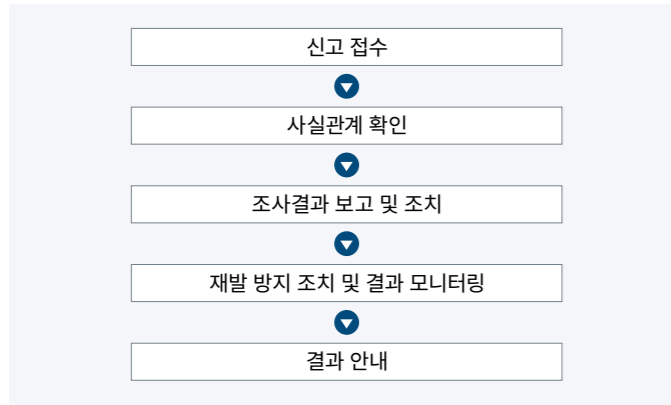 신고 접수
사실관계 확인
조사결과 보고 및 조치
재발 방지 조치 및 결과 모니터링
결과 안내